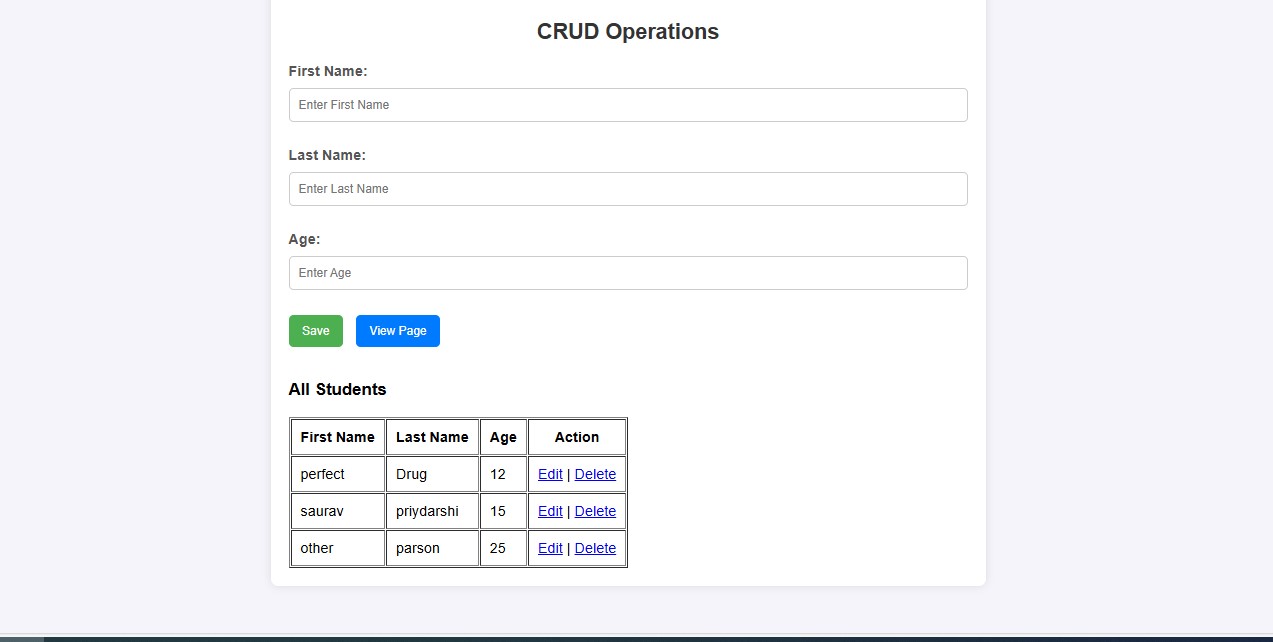 CRUD Operations
First Name:
Enter First Name
Last Name:
Enter Last Name
Age:
Enter Age
Save View Page
All Students
First Name Last Name Age Action
perfect Drug 12 Edit | Delete
saurav priydarshi 15 Edit | Delete
other parson 25 Edit | Delete